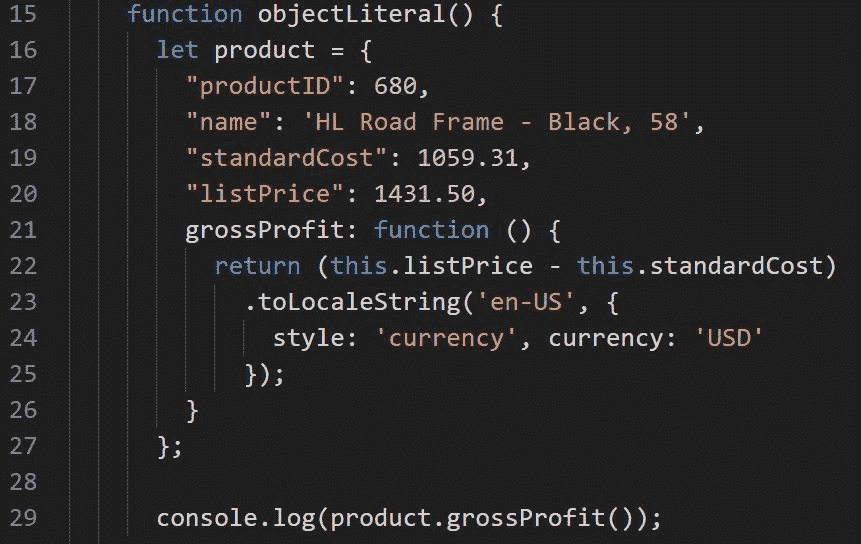 15 function objectLiteral() {
16 let product = {
17 "productID": 680,
18 "name": 'HL Road Frame - Black, 58',
19 "standardCost": 1059.31,
20 "listPrice": 1431.50,
21 grossProfit: function () {
22 return (this.listPrice - this.standardCost)
23 .toLocaleString('en-US', {
24 style: 'currency', currency: 'USD'
25 });
26 }
27 };
28
29 console.log(product.grossProfit());